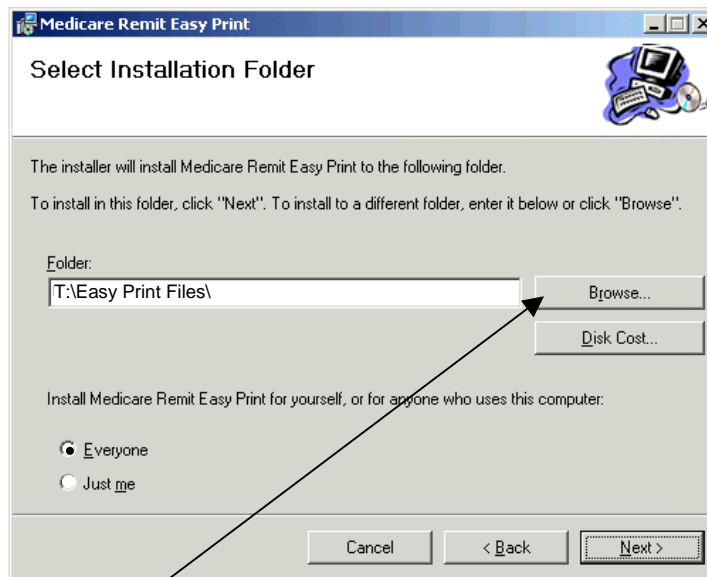 Medicare Remit Easy Print
Select Installation Folder
The installer will install Medicare Remit Easy Print to the following folder.
To install in this folder, click "Next". To install to a different folder, enter it below or click "Browse".
Folder:
T:\Easy Print Files\
Browse...
Disk Cost...
Install Medicare Remit Easy Print for yourself, or for anyone who uses this computer:
Everyone
Just me
Cancel
< Back
Next >